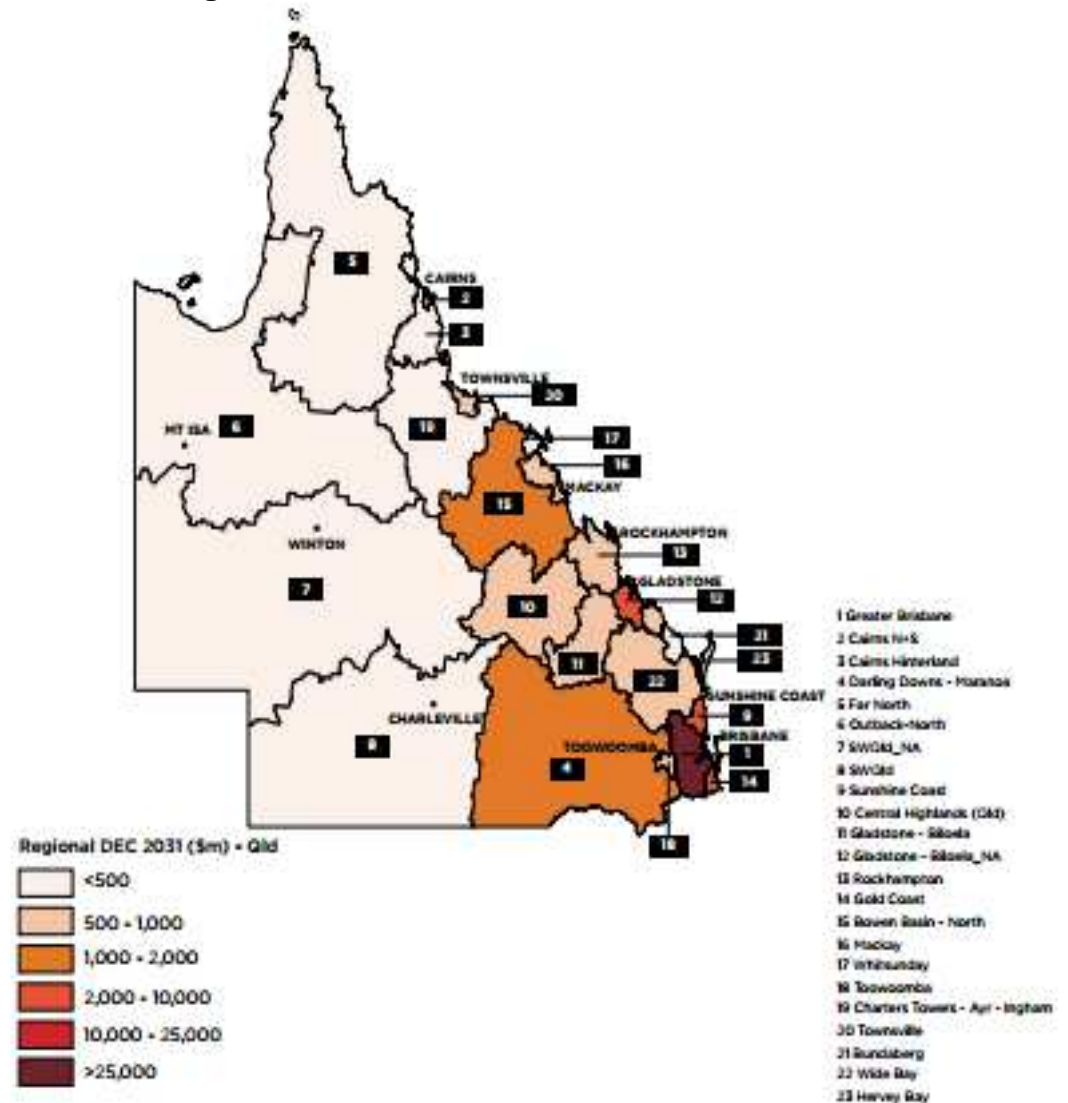 5
CAIRNS
2
3
TOWNSVILLE
20
MT ISA
6
19
17
16
MACKAY
15
ROCKHAMPTON
13
WINTON
GLADSTONE
7
12
10
21
11
23
22
SUNSHINE COAST
9
CHARLEVILLE
BRISBANE
8
TOOWOOMBA
1
4
14
18
Regional DEC 2031 ($m) - Qld
<500
500 - 1,000
1,000 - 2,000
2,000 - 10,000
10,000 - 25,000
>25,000
1 Greater Brisbane
2 Cairns N+S
3 Cairns Hinterland
4 Darling Downs - Maranoa
5 Far North
6 Outback-North
7 SWQld_NA
8 SWQld
9 Sunshine Coast
10 Central Highlands (Qld)
11 Gladstone - Biloela
12 Gladstone - Biloela_NA
13 Rockhampton
14 Gold Coast
15 Bowen Basin - North
16 Mackay
17 Whitsunday
18 Toowoomba
19 Charters Towers - Ayr - Ingham
20 Townsville
21 Bundaberg
22 Wide Bay
23 Hervey Bay